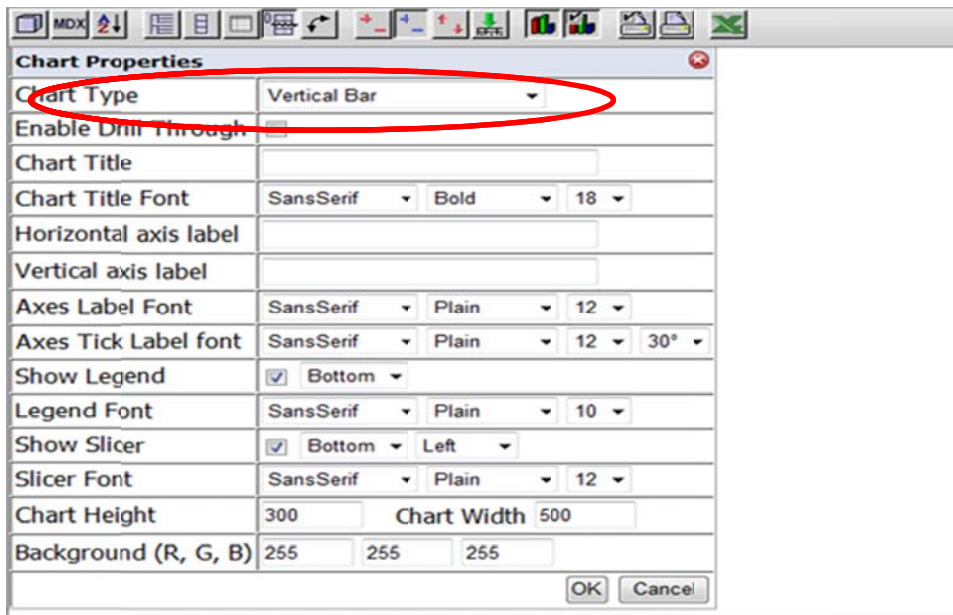 MDX
Chart Properties
Chart Type Vertical Bar
Enable Drill Through
Chart Title
Chart Title Font SansSerif Bold 18
Horizontal axis label
Vertical axis label
Axes Label Font SansSerif Plain 12
Axes Tick Label font SansSerif Plain 12 30°
Show Legend Bottom
Legend Font SansSerif Plain 10
Show Slicer Bottom Left
Slicer Font SansSerif Plain 12
Chart Height 300 Chart Width 500
Background (R, G, B) 255 255 255
OK Cancel